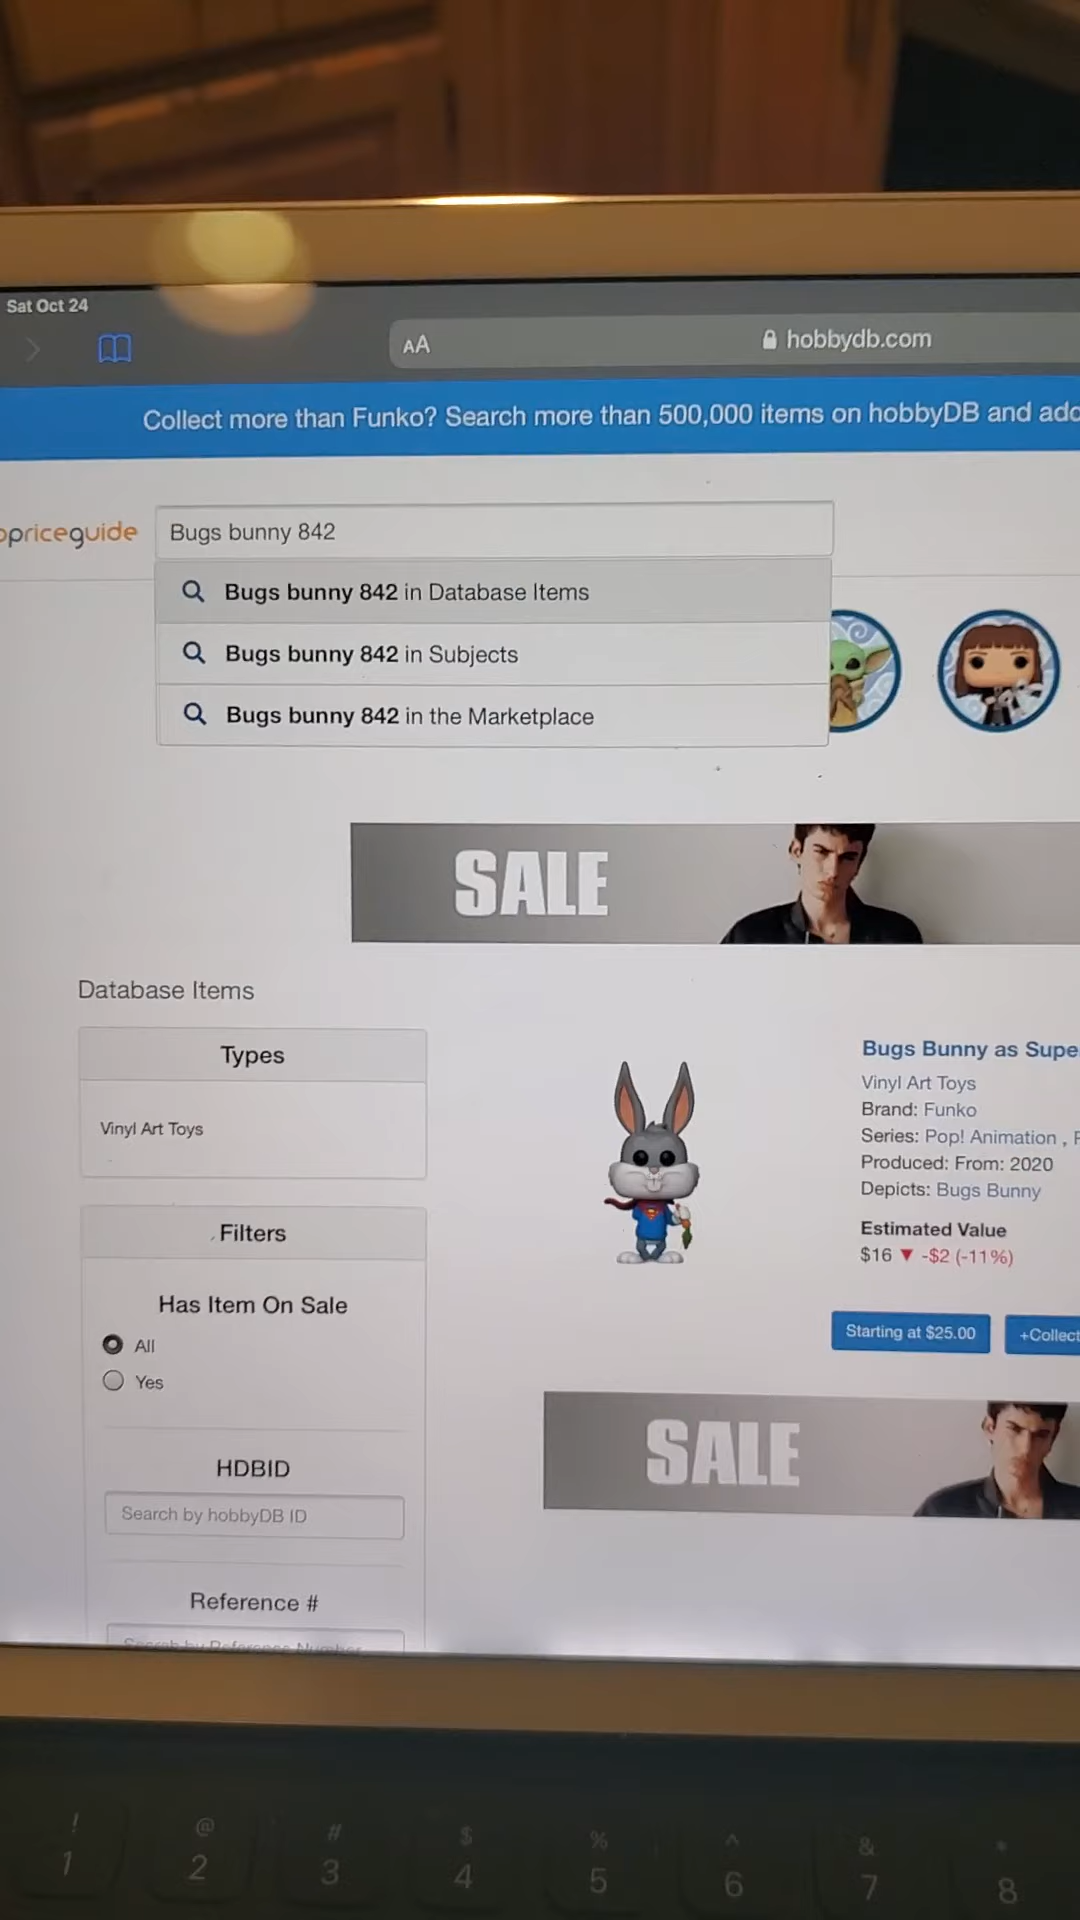 Sat Oct 24
AA
hobbydb.com
Collect more than Funko? Search more than 500,000 items on hobbyDB and
priceguide
Bugs bunny 842
Bugs bunny 842 in Database Items
Bugs bunny 842 in Subjects
Bugs bunny 842 in the Marketplace
SALE
Database Items
Types
Vinyl Art Toys
Filters
Has Item On Sale
All
Yes
HDBID
Search by hobbyDB ID
Reference #
Search by Reference Number
Bugs Bunny as
Vinyl Art Toys
Brand: Funko
Series: Pop! Animation ,
Produced: From: 2020
Depicts: Bugs Bunny
Estimated Value
$16 ▼ -$2 (-11%)
Starting at $25.00
+Collect
SALE
! @ # $ % ^ & *
1 2 3 4 5 6 7 8